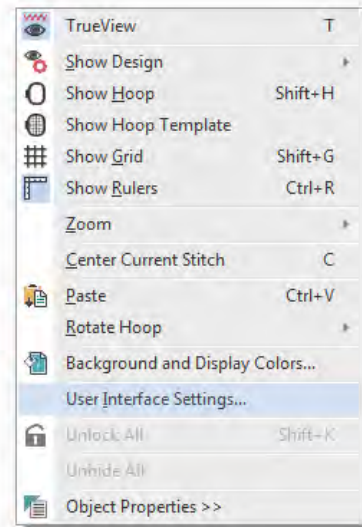 TrueView T
Show Design
Show Hoop Shift+H
Show Hoop Template
Show Grid Shift+G
Show Rulers Ctrl+R
Zoom
Center Current Stitch C
Paste Ctrl+V
Rotate Hoop
Background and Display Colors...
User Interface Settings...
Unlock All Shift+K
Unhide All
Object Properties >>